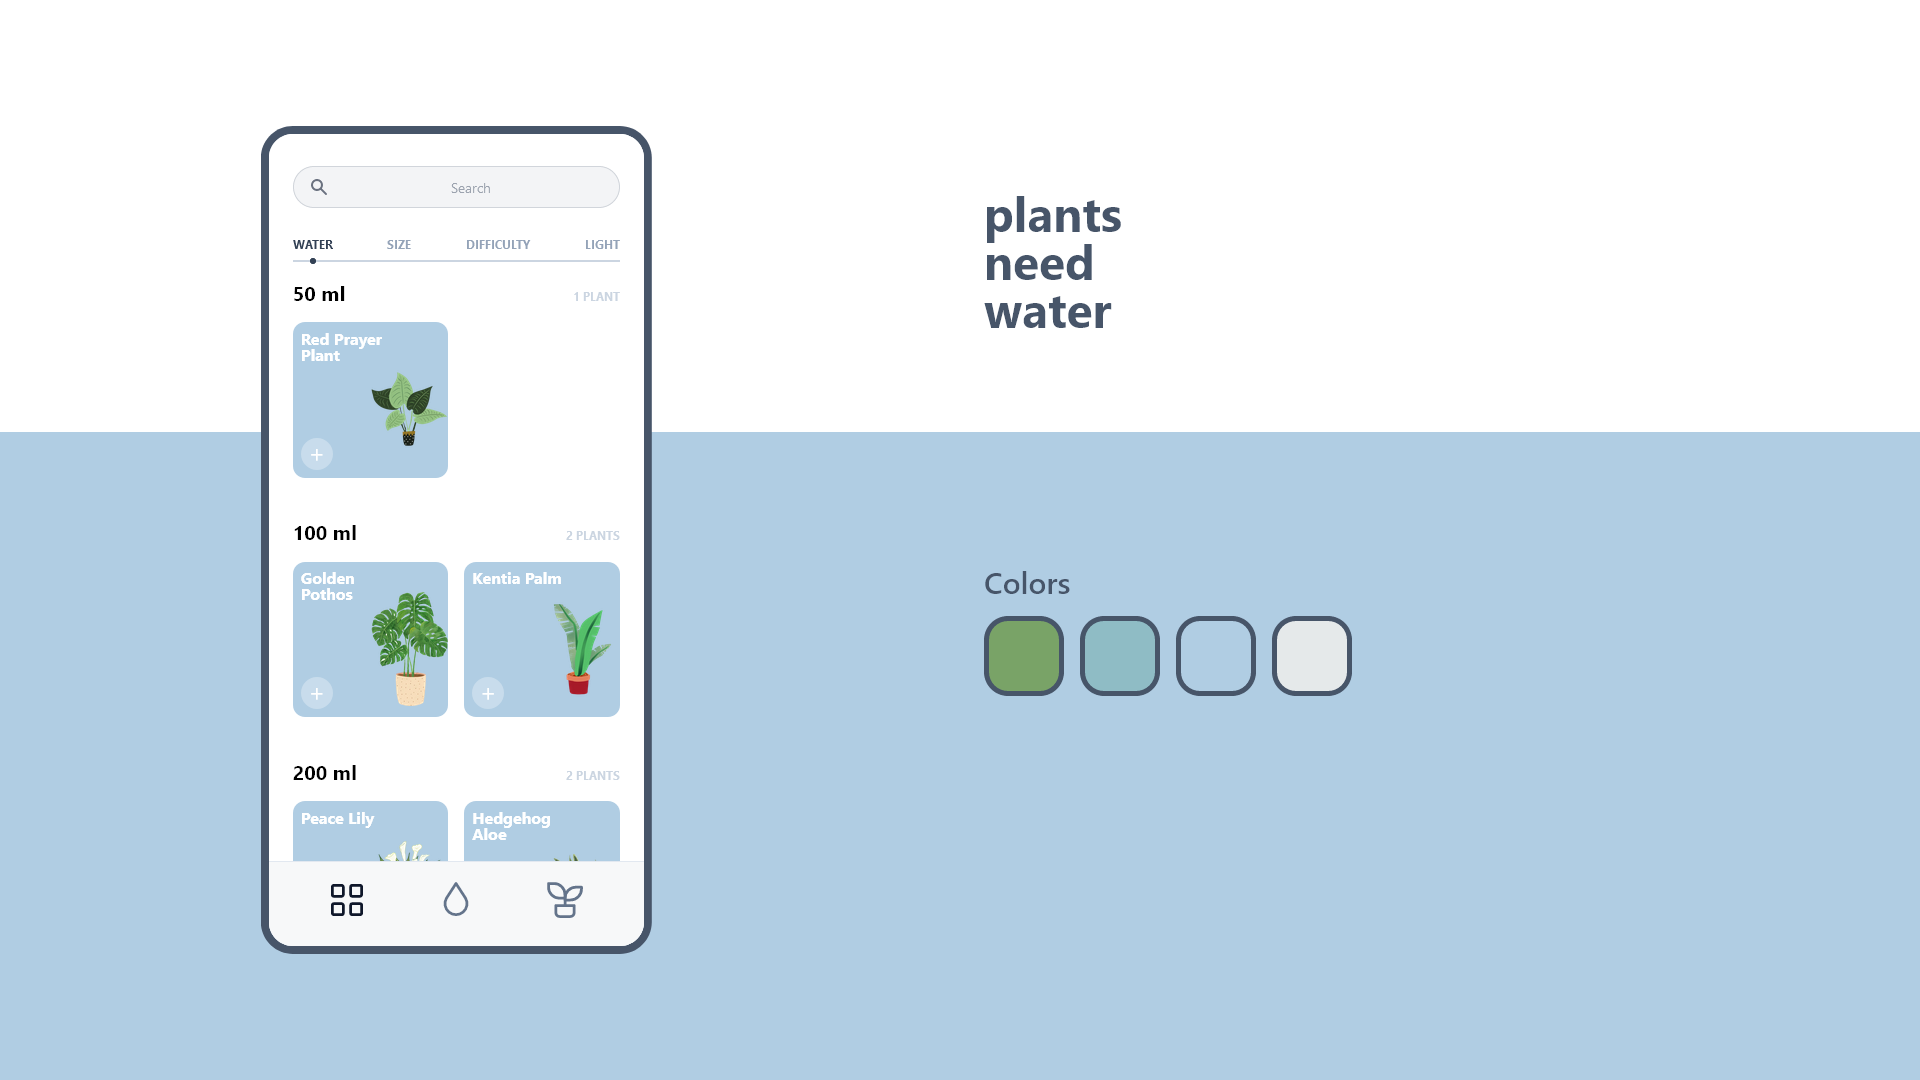 Search
WATER SIZE DIFFICULTY LIGHT
50 ml 1 PLANT
Red Prayer
Plant
100 ml 2 PLANTS
Golden
Pothos
Kentia Palm
200 ml 2 PLANTS
Peace Lily
Hedgehog
Aloe
plants
need
water
Colors